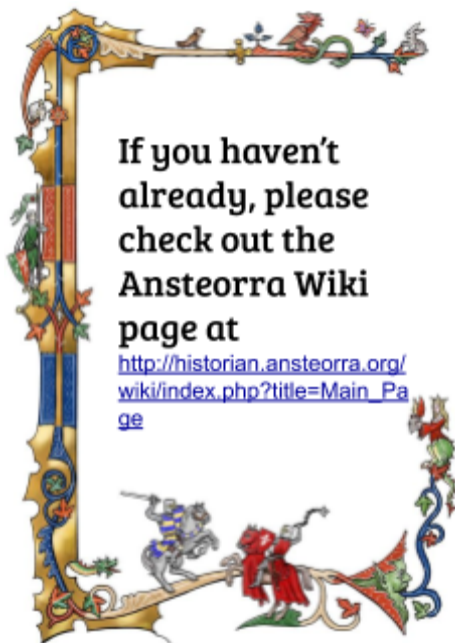 If you haven't
already, please
check out the
Ansteorra Wiki
page at
http://historian.ansteorra.org/
wiki/index.php?title=Main_Pa
ge